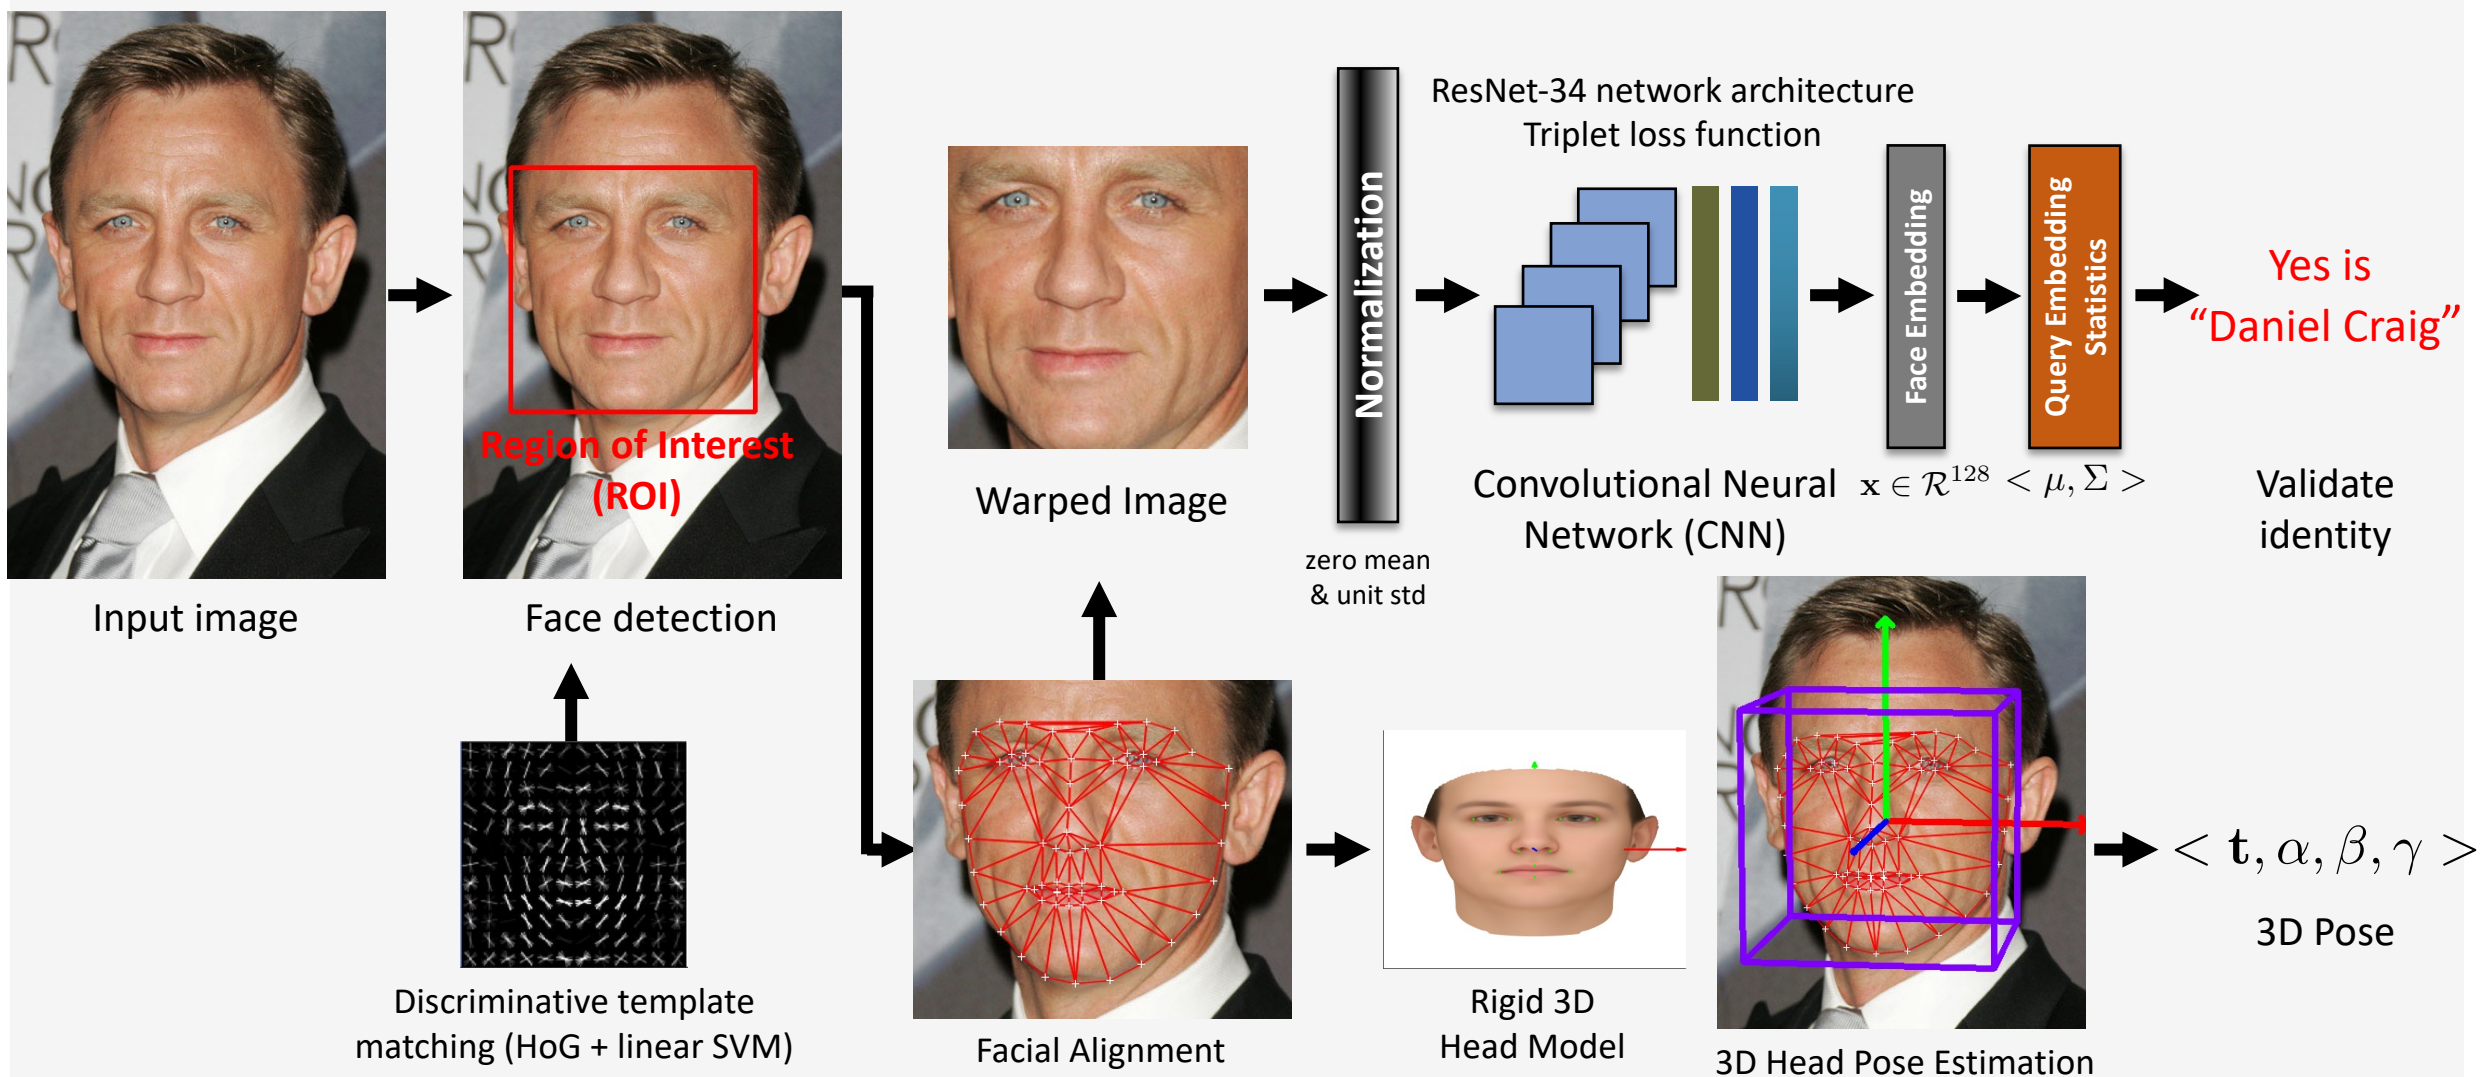 Input image
Region of Interest
(ROI)
Face detection
Discriminative template
matching (HoG + linear SVM)
Warped Image
Facial Alignment
Normalization
zero mean
& unit std
ResNet-34 network architecture
Triplet loss function
Convolutional Neural
Network (CNN)
Face Embedding
x ∈ R¹²⁸
Query Embedding
Statistics
< μ, Σ >
Yes is
“Daniel Craig”
Validate
identity
Rigid 3D
Head Model
3D Head Pose Estimation
< t, α, β, γ >
3D Pose